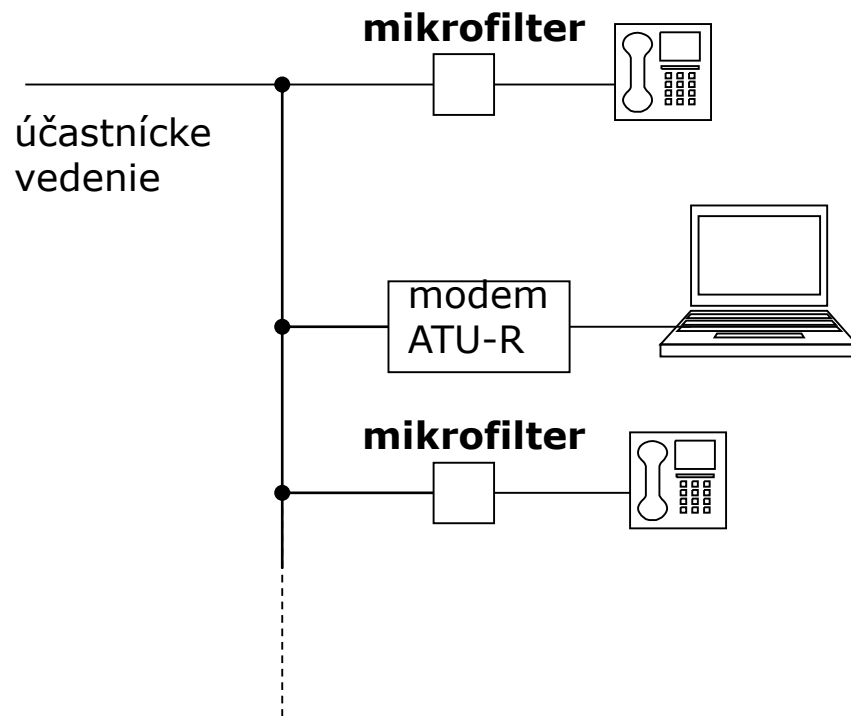 mikrofilter
účastnícke
vedenie
modem
ATU-R
mikrofilter